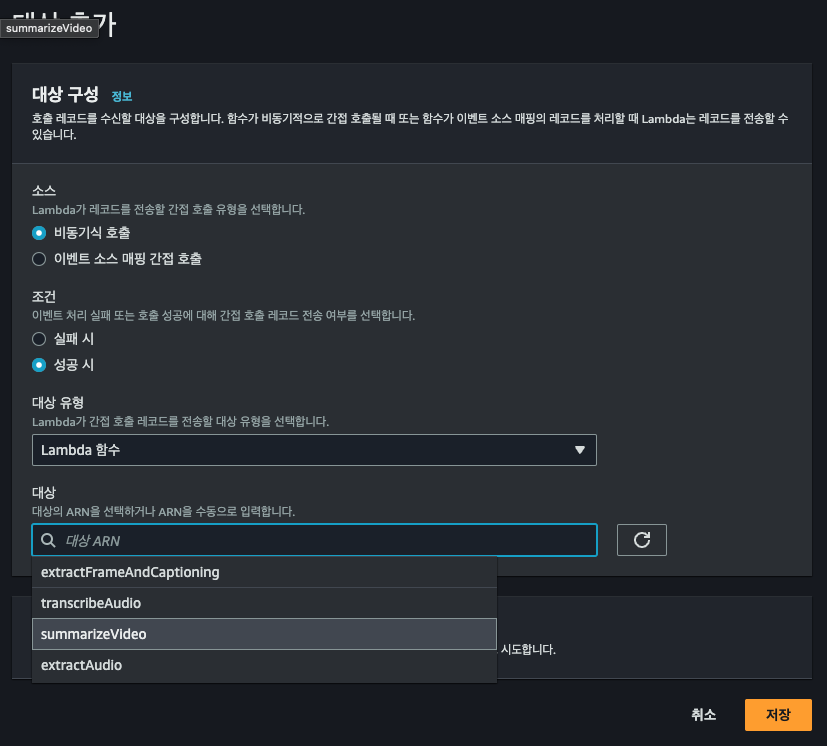 대상 추가
summarizeVideo
대상 구성 정보
호출 레코드를 수신할 대상을 구성합니다. 함수가 비동기적으로 간접 호출될 때 또는 함수가 이벤트 소스 매핑의 레코드를 처리할 때 Lambda는 레코드를 전송할 수
있습니다.
소스
Lambda가 레코드를 전송할 간접 호출 유형을 선택합니다.
비동기식 호출
이벤트 소스 매핑 간접 호출
조건
이벤트 처리 실패 또는 호출 성공에 대해 간접 호출 레코드 전송 여부를 선택합니다.
실패 시
성공 시
대상 유형
Lambda가 간접 호출 레코드를 전송할 대상 유형을 선택합니다.
Lambda 함수
대상
대상의 ARN을 선택하거나 ARN을 수동으로 입력합니다.
대상 ARN
extractFrameAndCaptioning
transcribeAudio
summarizeVideo
시도합니다.
extractAudio
취소
저장